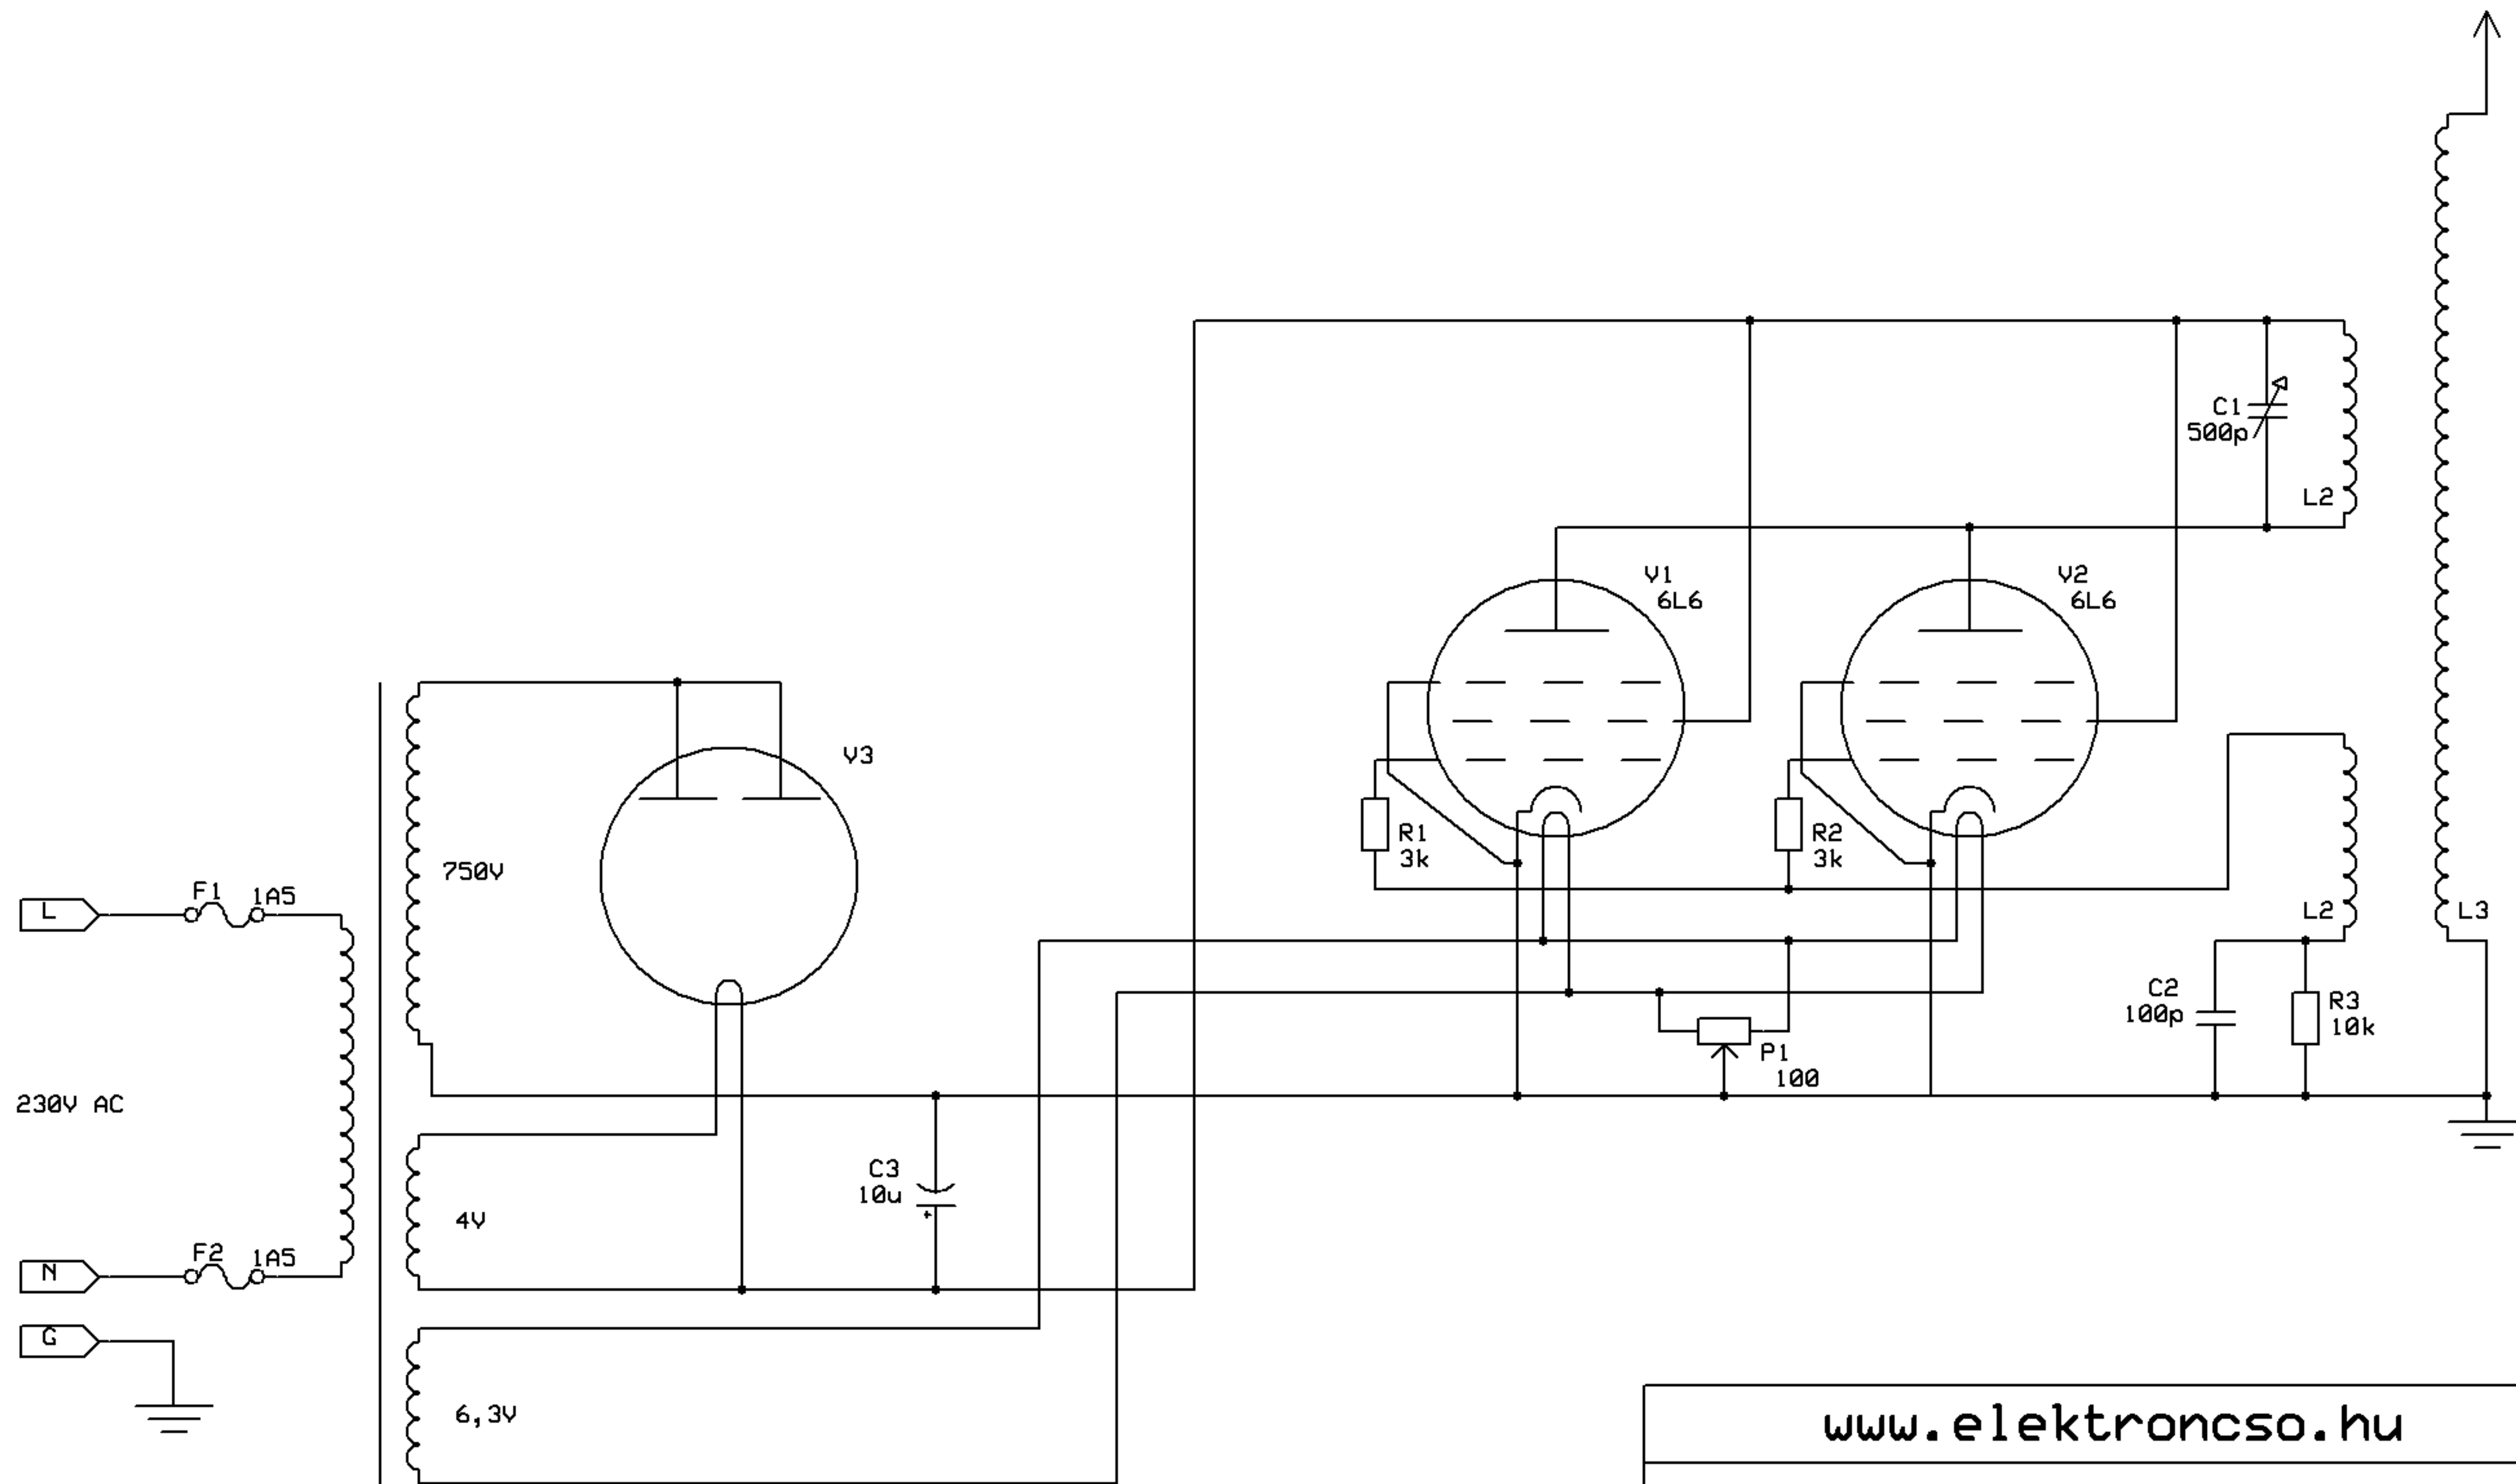 V1
6L6
V2
6L6
C1
500p
L2
V3
750V
R1
3k
R2
3k
L
F1
1A5
L2
L3
C2
100p
R3
10k
P1
100
230V AC
C3
10u
+
4V
N
F2
1A5
G
6,3V
www.elektroncso.hu